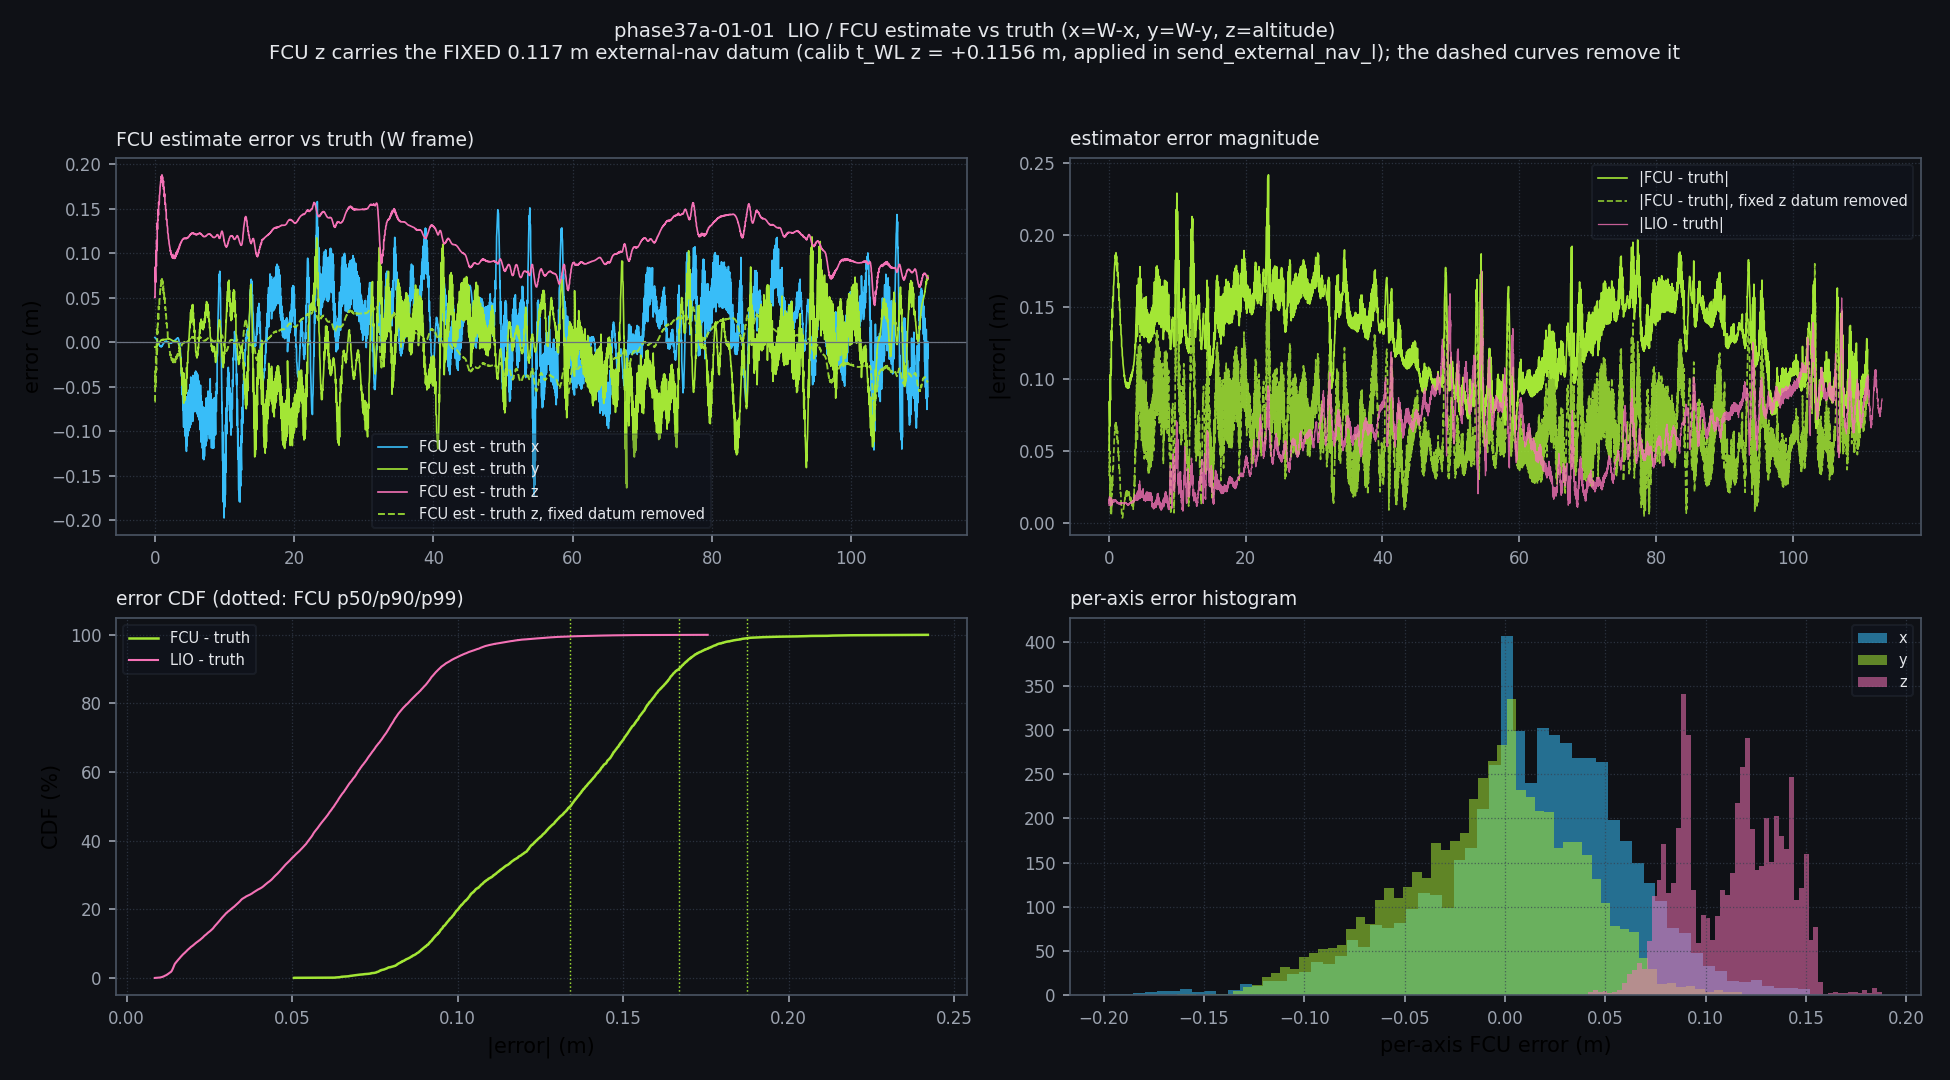 phase37a-01-01  LIO / FCU estimate vs truth (x=W-x, y=W-y, z=altitude)
FCU z carries the FIXED 0.117 m external-nav datum (calib t_WL z = +0.1156 m, applied in send_external_nav_l); the dashed curves remove it
FCU estimate error vs truth (W frame)
error (m)
0.20
0.15
0.10
0.05
0.00
−0.05
−0.10
−0.15
−0.20
FCU est - truth x
FCU est - truth y
FCU est - truth z
FCU est - truth z, fixed datum removed
0 20 40 60 80 100
estimator error magnitude
|error| (m)
0.25
0.20
0.15
0.10
0.05
0.00
|FCU - truth|
|FCU - truth|, fixed z datum removed
|LIO - truth|
0 20 40 60 80 100
error CDF (dotted: FCU p50/p90/p99)
CDF (%)
100
80
60
40
20
0
FCU - truth
LIO - truth
0.00 0.05 0.10 0.15 0.20 0.25
|error| (m)
per-axis error histogram
400
350
300
250
200
150
100
50
0
x
y
z
−0.20 −0.15 −0.10 −0.05 0.00 0.05 0.10 0.15 0.20
per-axis FCU error (m)